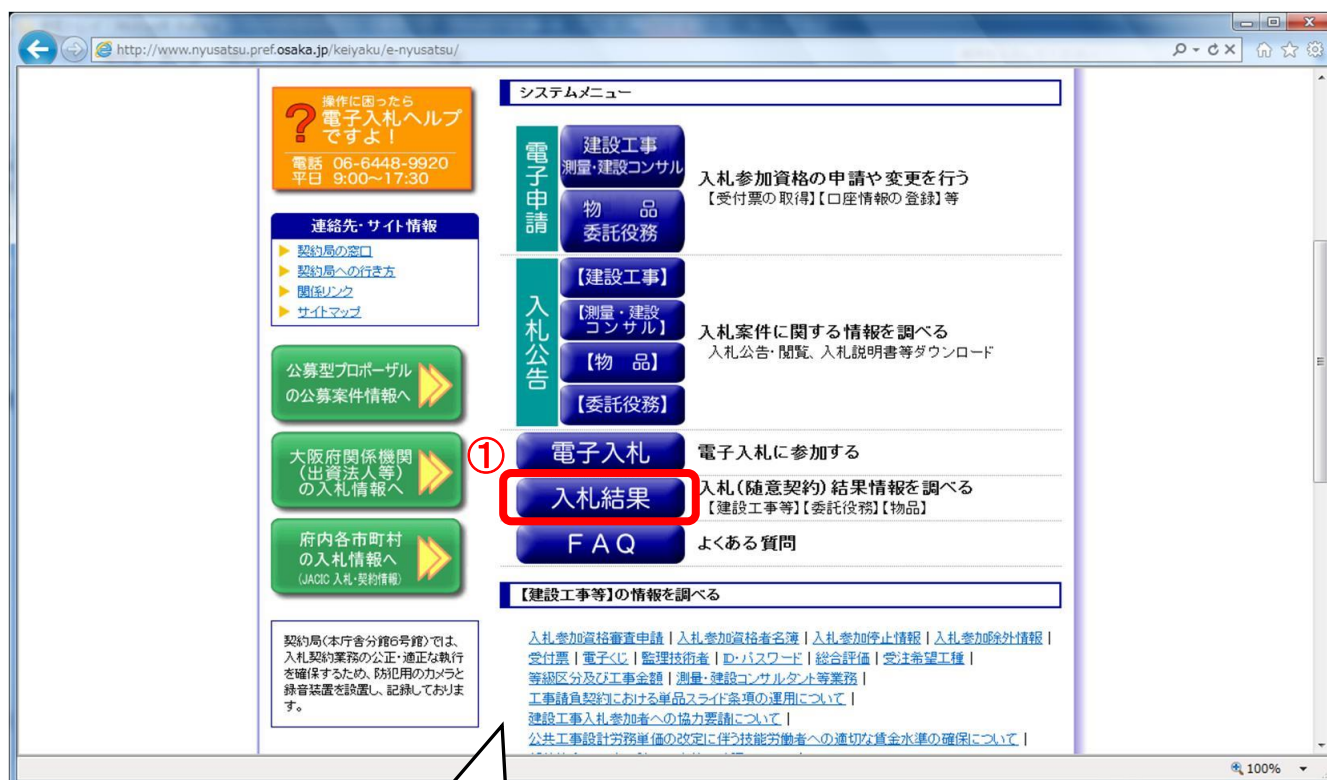 http://www.nyusatsu.pref.osaka.jp/keiyaku/e-nyusatsu/
操作に困ったら
電子入札ヘルプ
ですよ！
電話 06-6448-9920
平日 9:00～17:30
連絡先・サイト情報
契約局の窓口
契約局への行き方
関係リンク
サイトマップ
公募型プロポーザル
の公募案件情報へ
大阪府関係機関
(出資法人等)
の入札情報へ
府内各市町村
の入札情報へ
(JACIC 入札・契約情報)
契約局(本庁舎分館6号館)では、
入札契約業務の公正・適正な執行
を確保するため、防犯用のカメラと
録音装置を設置し、記録しておりま
す。
システムメニュー
電子申請
建設工事
測量・建設コンサル
物　品
委託役務
入札参加資格の申請や変更を行う
【受付票の取得】【口座情報の登録】等
入札公告
【建設工事】
【測量・建設
コンサル】
【物　品】
【委託役務】
入札案件に関する情報を調べる
入札公告・閲覧、入札説明書等ダウンロード
①
電子入札
電子入札に参加する
入札結果
入札(随意契約)結果情報を調べる
【建設工事等】【委託役務】【物品】
ＦＡＱ
よくある質問
【建設工事等】の情報を調べる
入札参加資格審査申請 | 入札参加資格者名簿 | 入札参加停止情報 | 入札参加除外情報 |
受付票 | 電子くじ | 監理技術者 | ID・パスワード | 総合評価 | 受注希望工種 |
等級区分及び工事金額 | 測量・建設コンサルタント等業務 |
工事請負契約における単品スライド条項の運用について |
建設工事入札参加者への協力要請について |
公共工事設計労務単価の改定に伴う技能労働者への適切な賃金水準の確保について |
100%